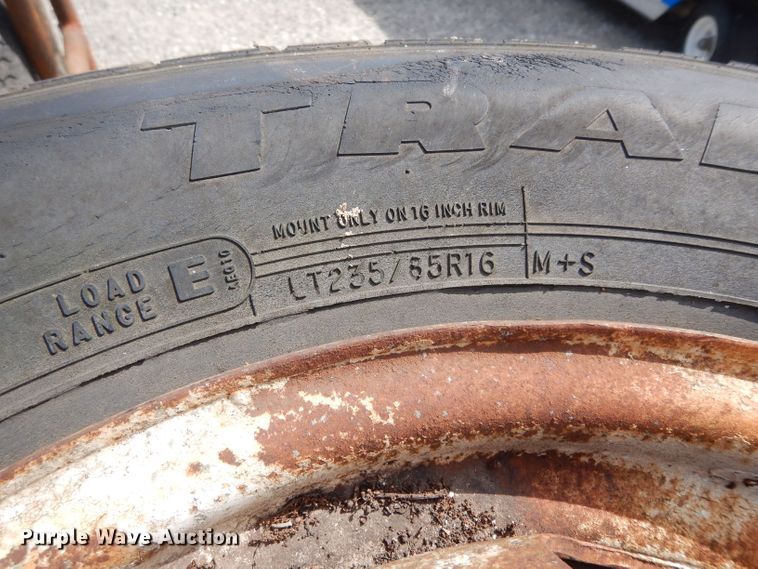 TRA
MOUNT ONLY ON 16 INCH RIM
LOAD RANGE E
LT235/85R16
M+S
Purple Wave Auction